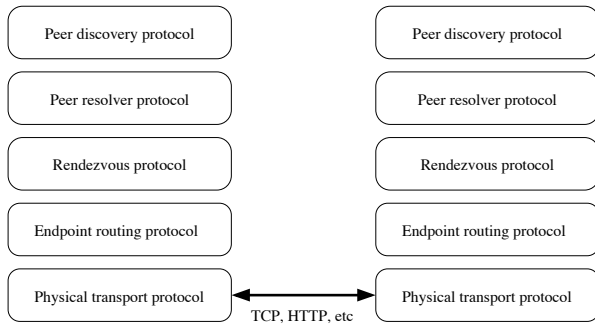 Peer discovery protocol
Peer discovery protocol
Peer resolver protocol
Peer resolver protocol
Rendezvous protocol
Rendezvous protocol
Endpoint routing protocol
Endpoint routing protocol
Physical transport protocol
Physical transport protocol
TCP, HTTP, etc